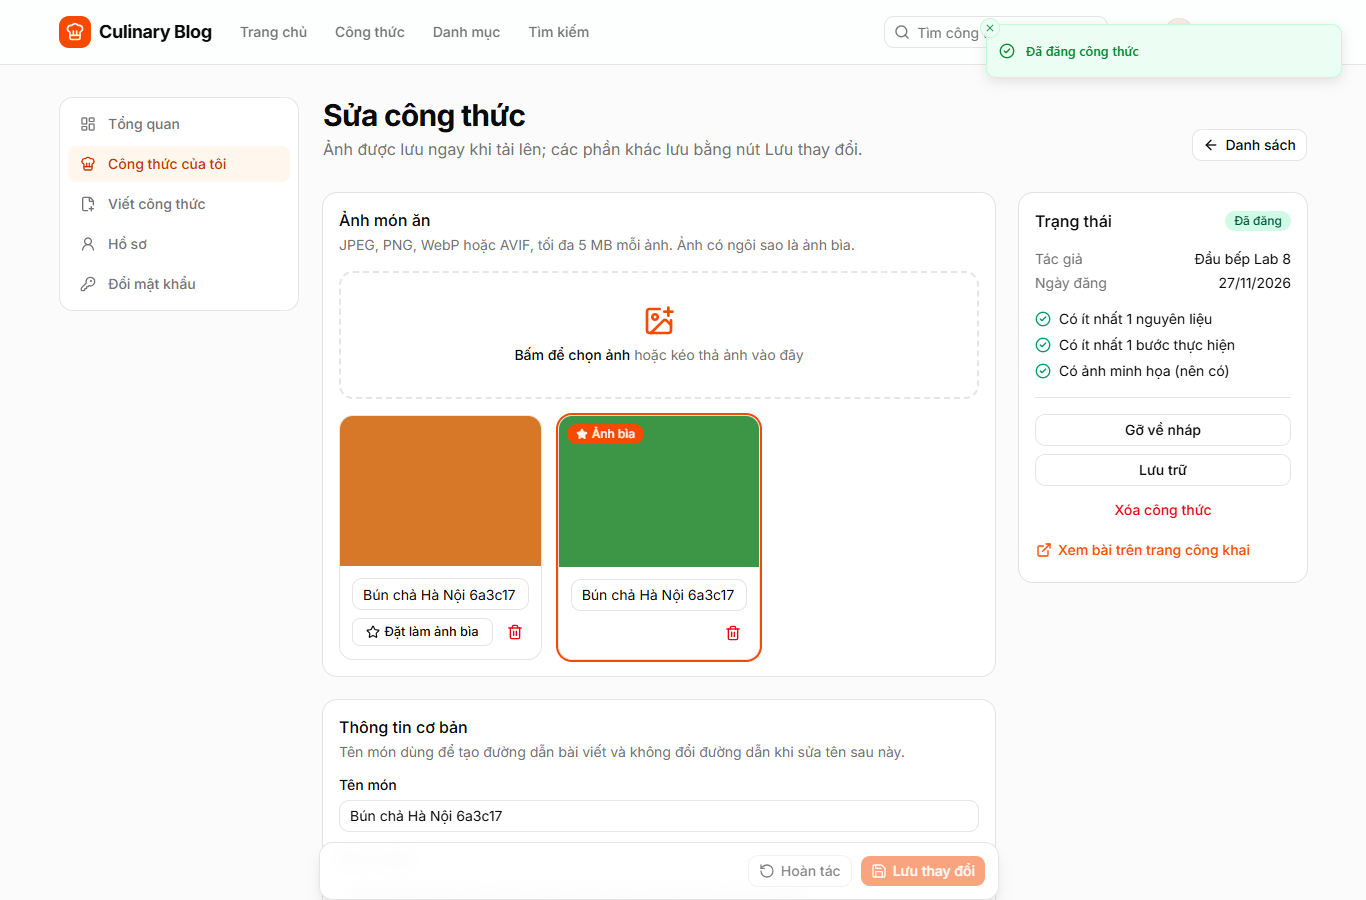 Culinary Blog
Trang chủ
Công thức
Danh mục
Tìm kiếm
Tìm công
Đã đăng công thức
Tổng quan
Công thức của tôi
Viết công thức
Hồ sơ
Đổi mật khẩu
Sửa công thức
Ảnh được lưu ngay khi tải lên; các phần khác lưu bằng nút Lưu thay đổi.
Danh sách
Ảnh món ăn
JPEG, PNG, WebP hoặc AVIF, tối đa 5 MB mỗi ảnh. Ảnh có ngôi sao là ảnh bìa.
Bấm để chọn ảnh hoặc kéo thả ảnh vào đây
Ảnh bìa
Bún chả Hà Nội 6a3c17
Đặt làm ảnh bìa
Bún chả Hà Nội 6a3c17
Trạng thái
Đã đăng
Tác giả
Đầu bếp Lab 8
Ngày đăng
27/11/2026
Có ít nhất 1 nguyên liệu
Có ít nhất 1 bước thực hiện
Có ảnh minh họa (nên có)
Gỡ về nháp
Lưu trữ
Xóa công thức
Xem bài trên trang công khai
Thông tin cơ bản
Tên món dùng để tạo đường dẫn bài viết và không đổi đường dẫn khi sửa tên sau này.
Tên món
Bún chả Hà Nội 6a3c17
Hoàn tác
Lưu thay đổi